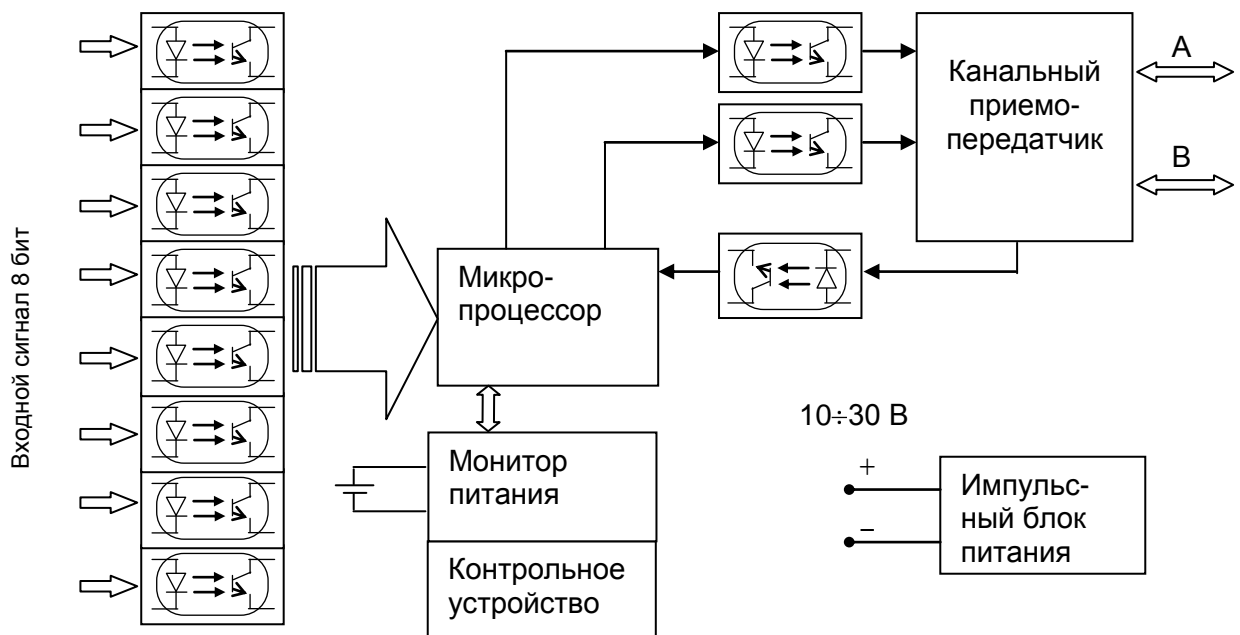 Входной сигнал 8 бит
Микро-
процессор
Монитор
питания
Контрольное
устройство
Канальный
приемо-
передатчик
А
В
10÷30 В
+
−
Импульс-
ный блок
питания